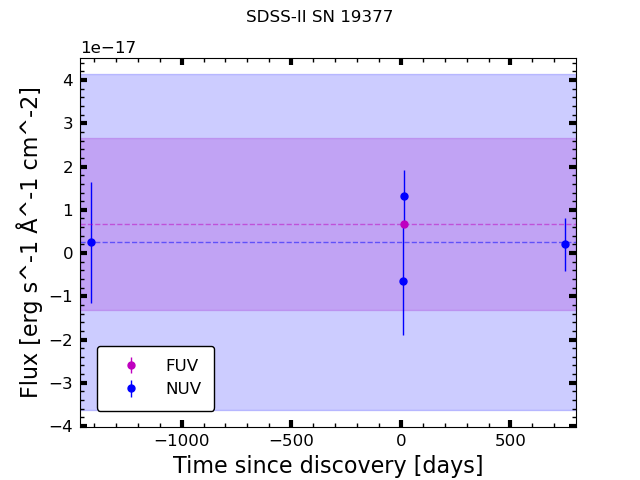 SDSS-II SN 19377
1e−17
4
3
2
1
0
−1
−2
−3
−4
Flux [erg s^-1 Å^-1 cm^-2]
FUV
NUV
−1000 −500 0 500
Time since discovery [days]